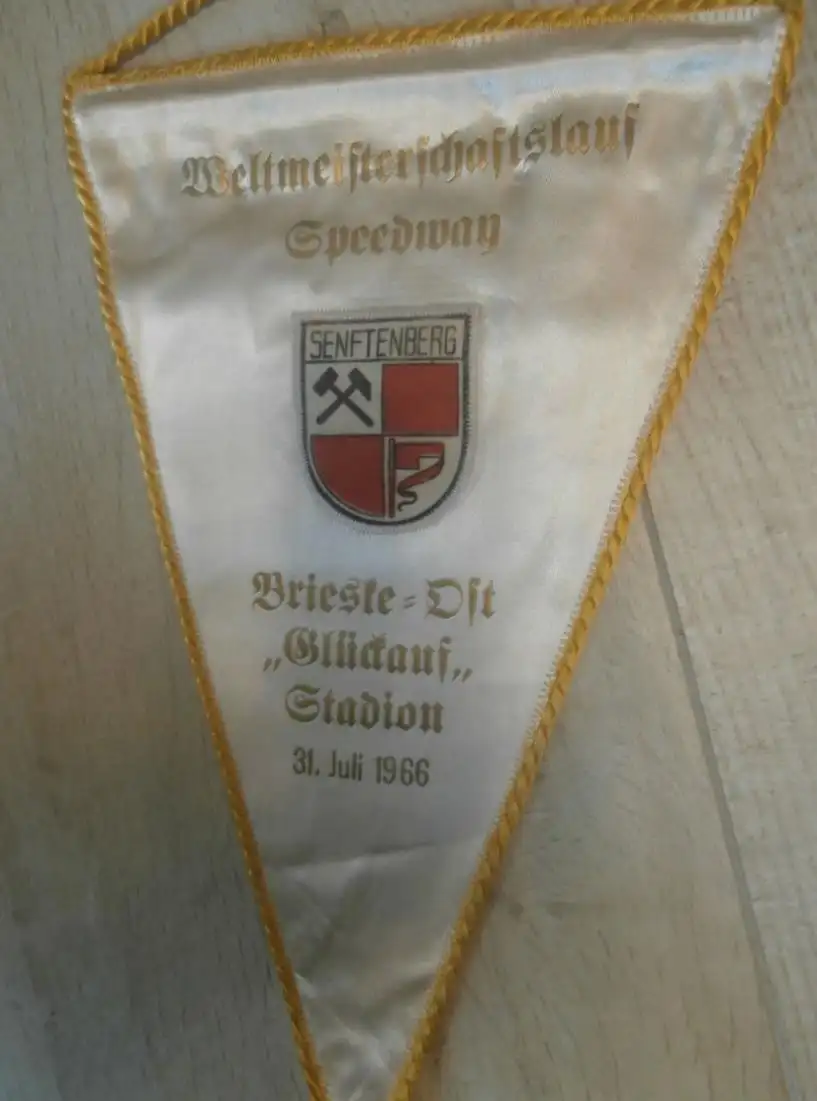 Weltmeisterschaftslauf
Speedway
SENFTENBERG
Brieske-Ost
„Glückauf„
Stadion
31. Juli 1966